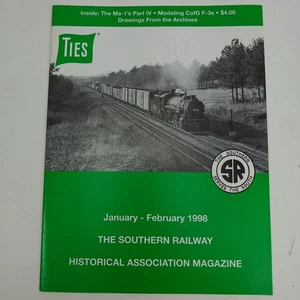 Inside: The Ms-1's Part IV • Modeling CofG F-3s • $4.00
Drawings From the Archives
TIES
THE SOUTHERN
SR
SERVES THE SOUTH
January - February 1998
THE SOUTHERN RAILWAY
HISTORICAL ASSOCIATION MAGAZINE